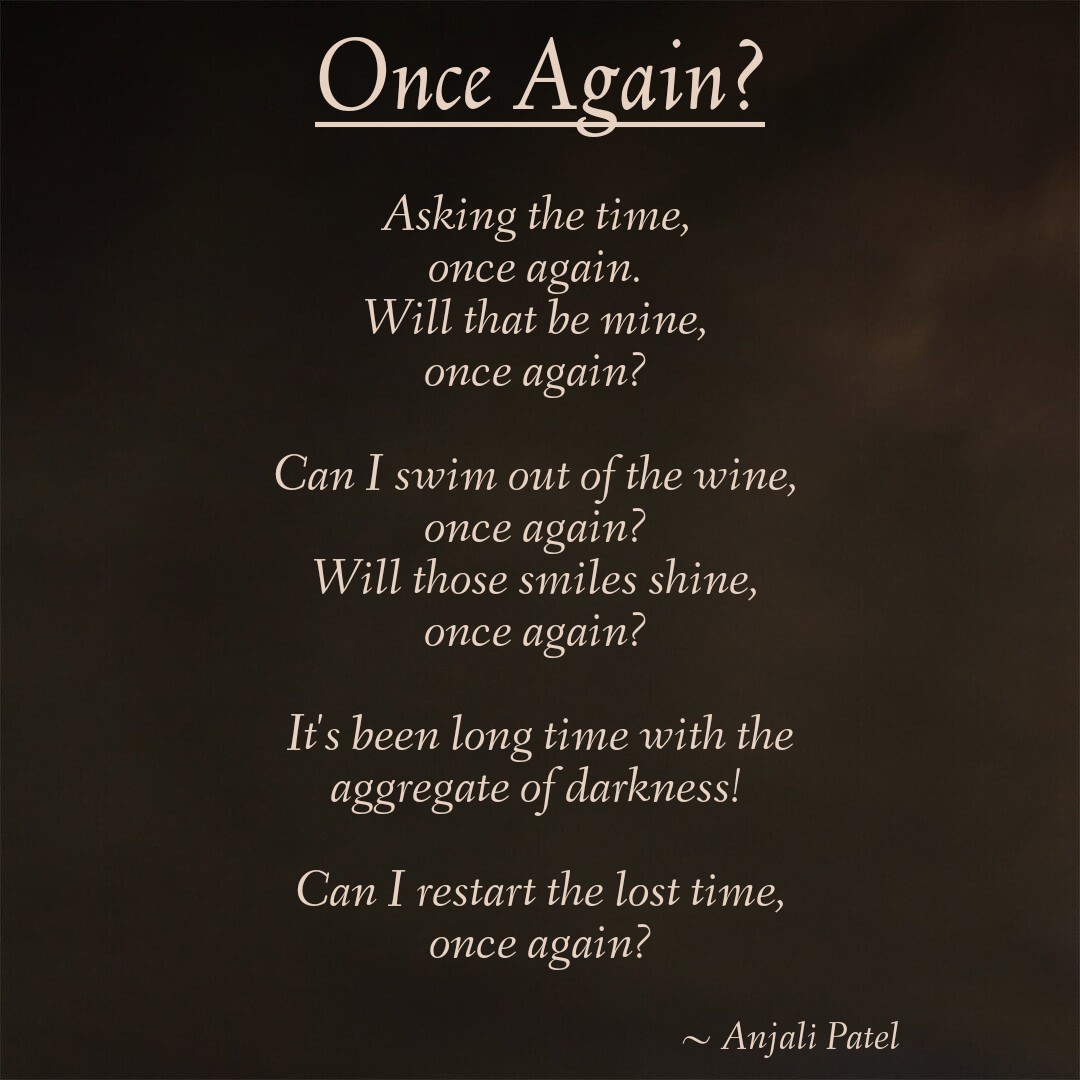 Once Again?
Asking the time,
once again.
Will that be mine,
once again?
Can I swim out of the wine,
once again?
Will those smiles shine,
once again?
It's been long time with the
aggregate of darkness!
Can I restart the lost time,
once again?
~ Anjali Patel